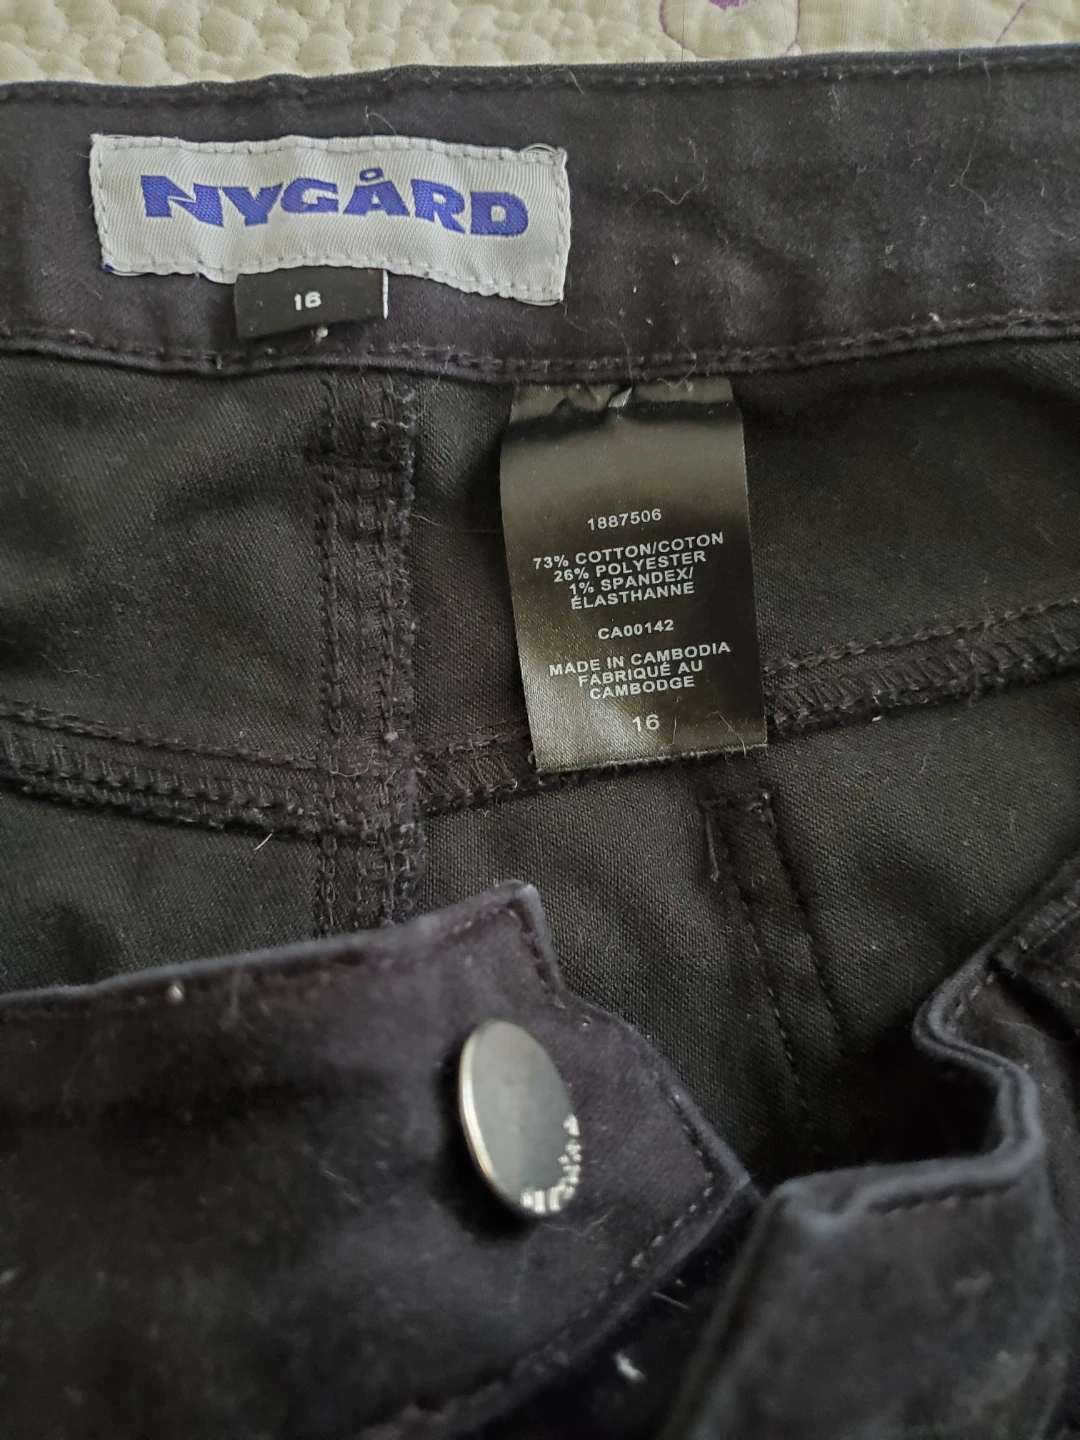 NYGÅRD
16
1887506
73% COTTON/COTON
26% POLYESTER
1% SPANDEX/
ÉLASTHANNE
CA00142
MADE IN CAMBODIA
FABRIQUÉ AU
CAMBODGE
16